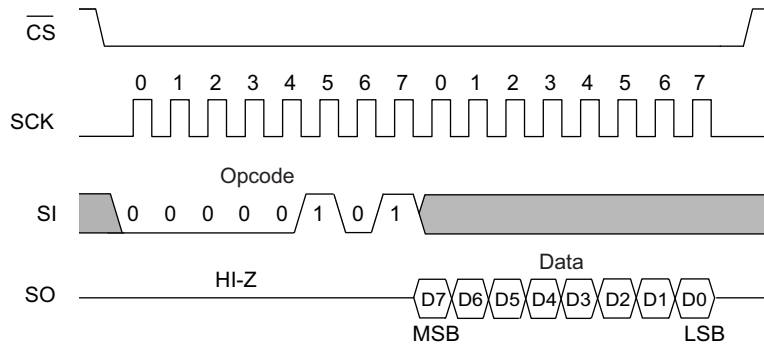 CS
0 1 2 3 4 5 6 7 0 1 2 3 4 5 6 7
SCK
Opcode
SI 0 0 0 0 0 1 0 1
Data
HI-Z
SO D7 D6 D5 D4 D3 D2 D1 D0
MSB LSB